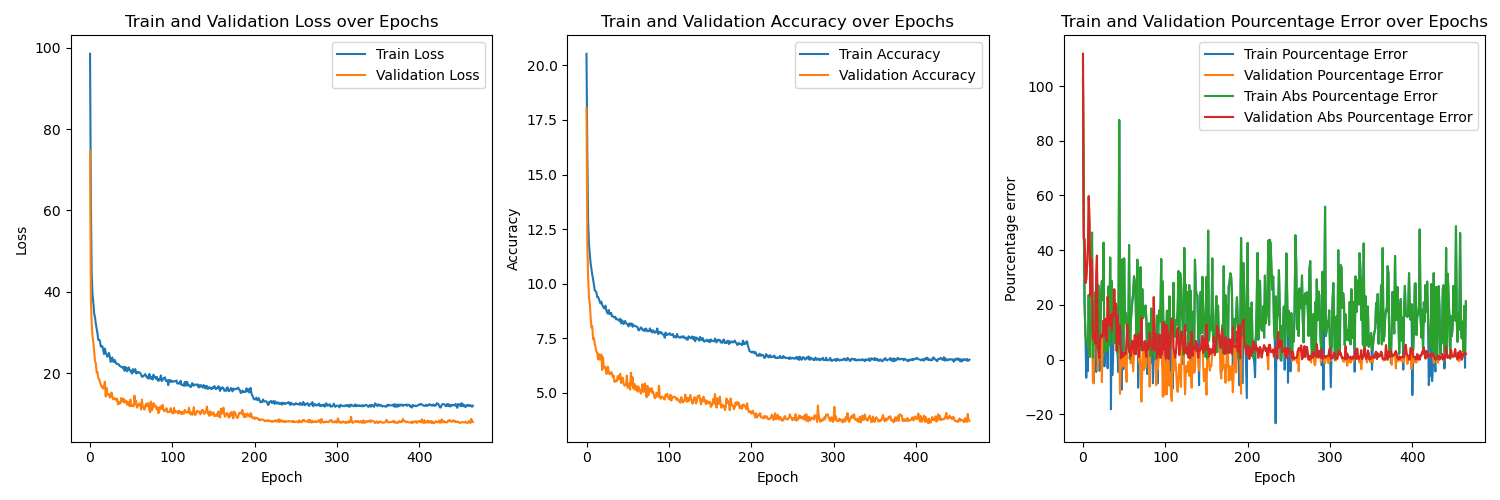 Train and Validation Loss over Epochs
Train Loss
Validation Loss
100
80
60
40
20
Loss
0
100
200
300
400
Epoch
Train and Validation Accuracy over Epochs
Train Accuracy
Validation Accuracy
20.0
17.5
15.0
12.5
10.0
7.5
5.0
Accuracy
0
100
200
300
400
Epoch
Train and Validation Pourcentage Error over Epochs
Train Pourcentage Error
Validation Pourcentage Error
Train Abs Pourcentage Error
Validation Abs Pourcentage Error
100
80
60
40
20
0
−20
Pourcentage error
0
100
200
300
400
Epoch